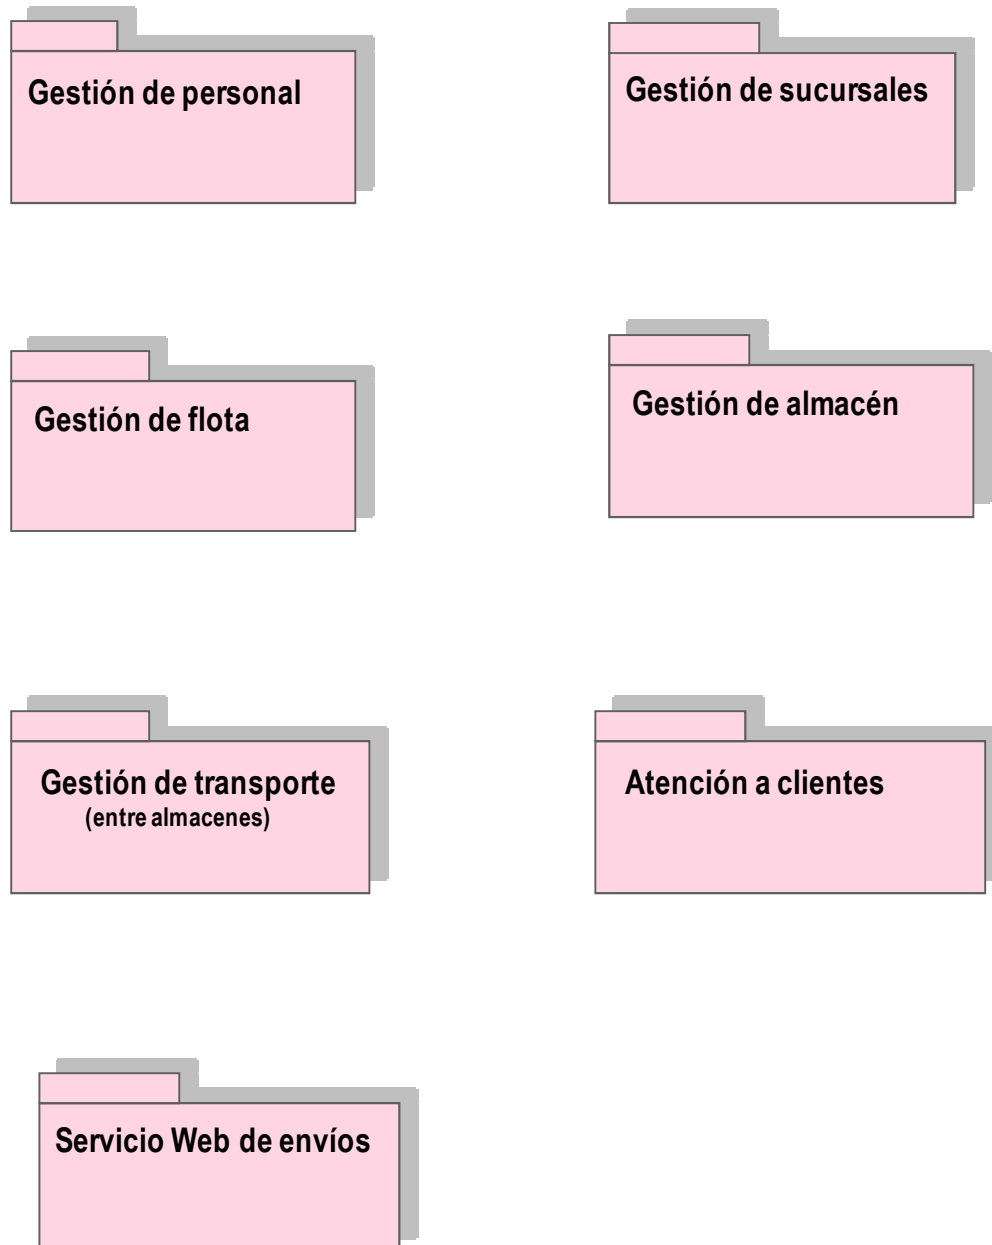 Gestión de personal
Gestión de sucursales
Gestión de flota
Gestión de almacén
Gestión de transporte
(entre almacenes)
Atención a clientes
Servicio Web de envíos